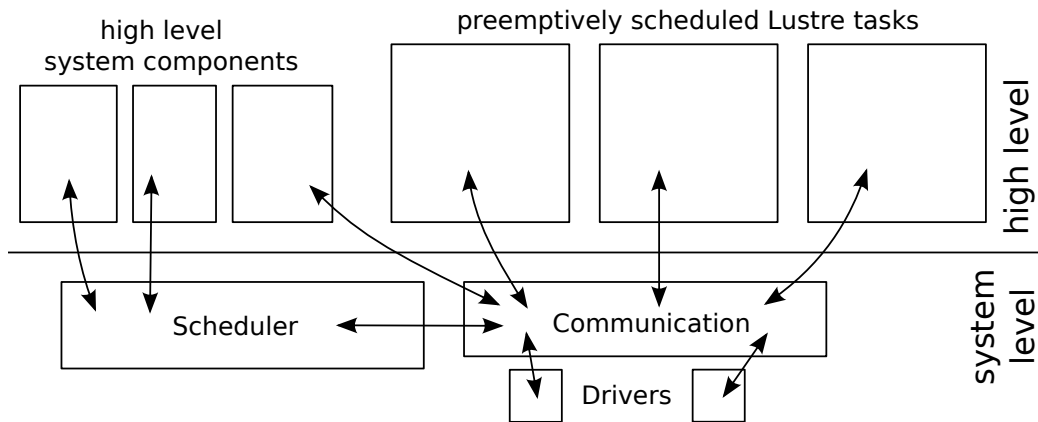 high level
system components
preemptively scheduled Lustre tasks
high level
Scheduler
Communication
system
level
Drivers